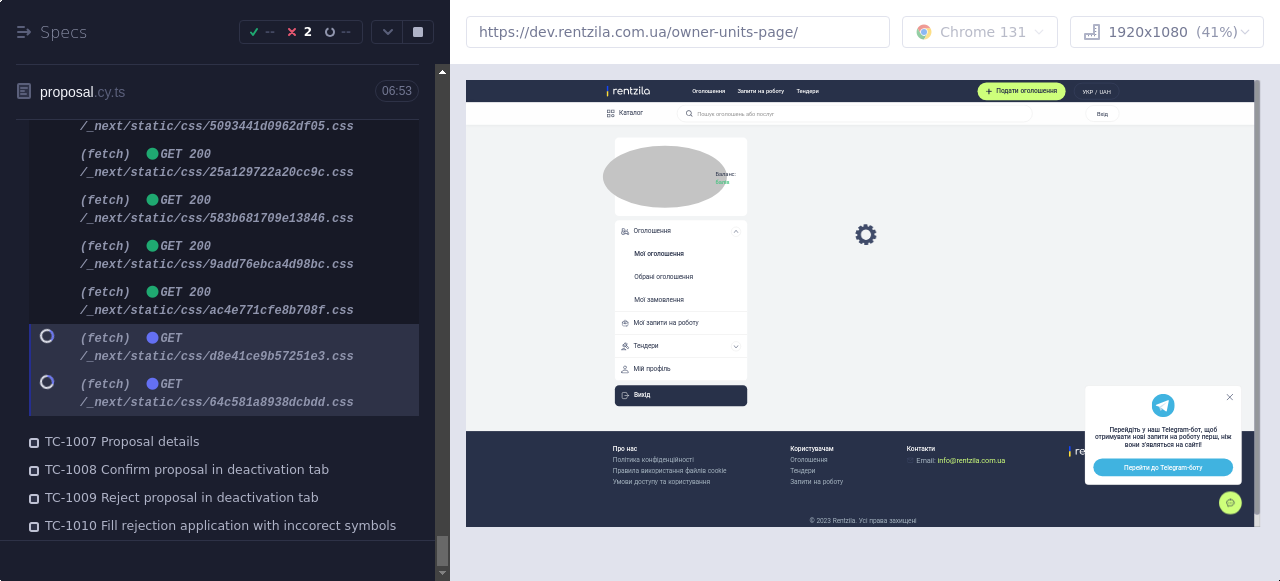 Specs
--
2
--
proposal.cy.ts
06:53
/_next/static/css/5093441d0962df05.css
(fetch) GET 200
/_next/static/css/25a129722a20cc9c.css
(fetch) GET 200
/_next/static/css/583b681709e13846.css
(fetch) GET 200
/_next/static/css/9add76ebca4d98bc.css
(fetch) GET 200
/_next/static/css/ac4e771cfe8b708f.css
(fetch) GET
/_next/static/css/d8e41ce9b57251e3.css
(fetch) GET
/_next/static/css/64c581a8938dcbdd.css
TC-1007 Proposal details
TC-1008 Confirm proposal in deactivation tab
TC-1009 Reject proposal in deactivation tab
TC-1010 Fill rejection application with inccorect symbols
https://dev.rentzila.com.ua/owner-units-page/
Chrome 131
1920x1080 (41%)
rentzila
Оголошення
Запити на роботу
Тендери
Подати оголошення
УКР / UAH
Каталог
Пошук оголошень або послуг
Вхід
Баланс:
Оголошення
Мої оголошення
Обрані оголошення
Мої замовлення
Мої запити на роботу
Тендери
Мій профіль
Вихід
Перейдіть у наш Telegram-бот, щоб
отримувати нові запити на роботу перш, ніж
вони з'являться на сайті!
Перейти до Telegram-боту
Про нас
Політика конфіденційності
Правила використання файлів cookie
Умови доступу та користування
Користувачам
Оголошення
Тендери
Запити на роботу
Контакти
Email: info@rentzila.com.ua
re
© 2023 Rentzila. Усі права захищені